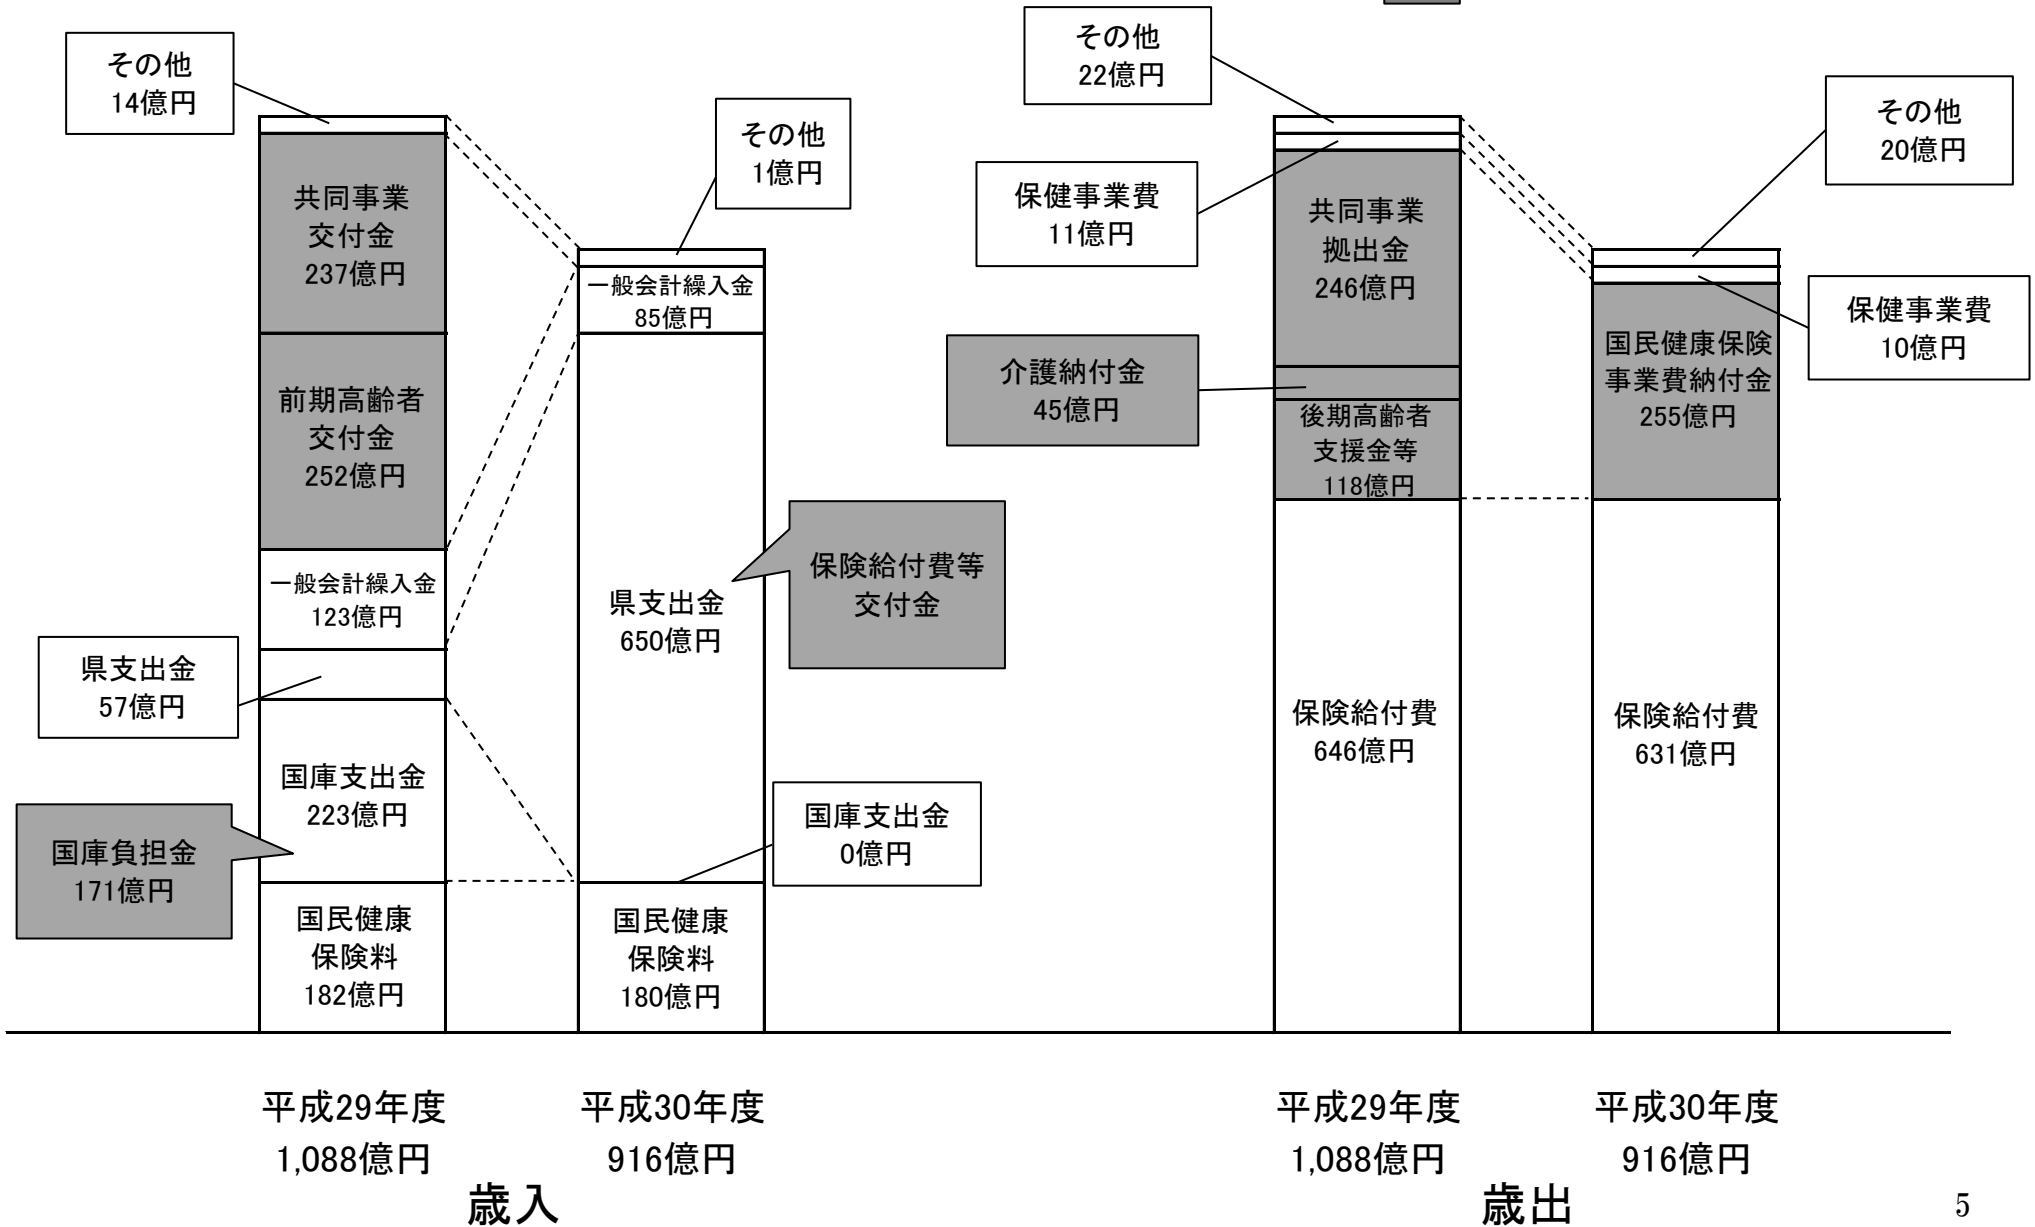 その他
14億円
共同事業
交付金
237億円
前期高齢者
交付金
252億円
一般会計繰入金
123億円
県支出金
57億円
国庫支出金
223億円
国庫負担金
171億円
国民健康
保険料
182億円
その他
1億円
一般会計繰入金
85億円
県支出金
650億円
保険給付費等
交付金
国庫支出金
0億円
国民健康
保険料
180億円
その他
22億円
保健事業費
11億円
共同事業
拠出金
246億円
介護納付金
45億円
後期高齢者
支援金等
118億円
保険給付費
646億円
その他
20億円
保健事業費
10億円
国民健康保険
事業費納付金
255億円
保険給付費
631億円
平成29年度
1,088億円
平成30年度
916億円
歳入
平成29年度
1,088億円
平成30年度
916億円
歳出
5